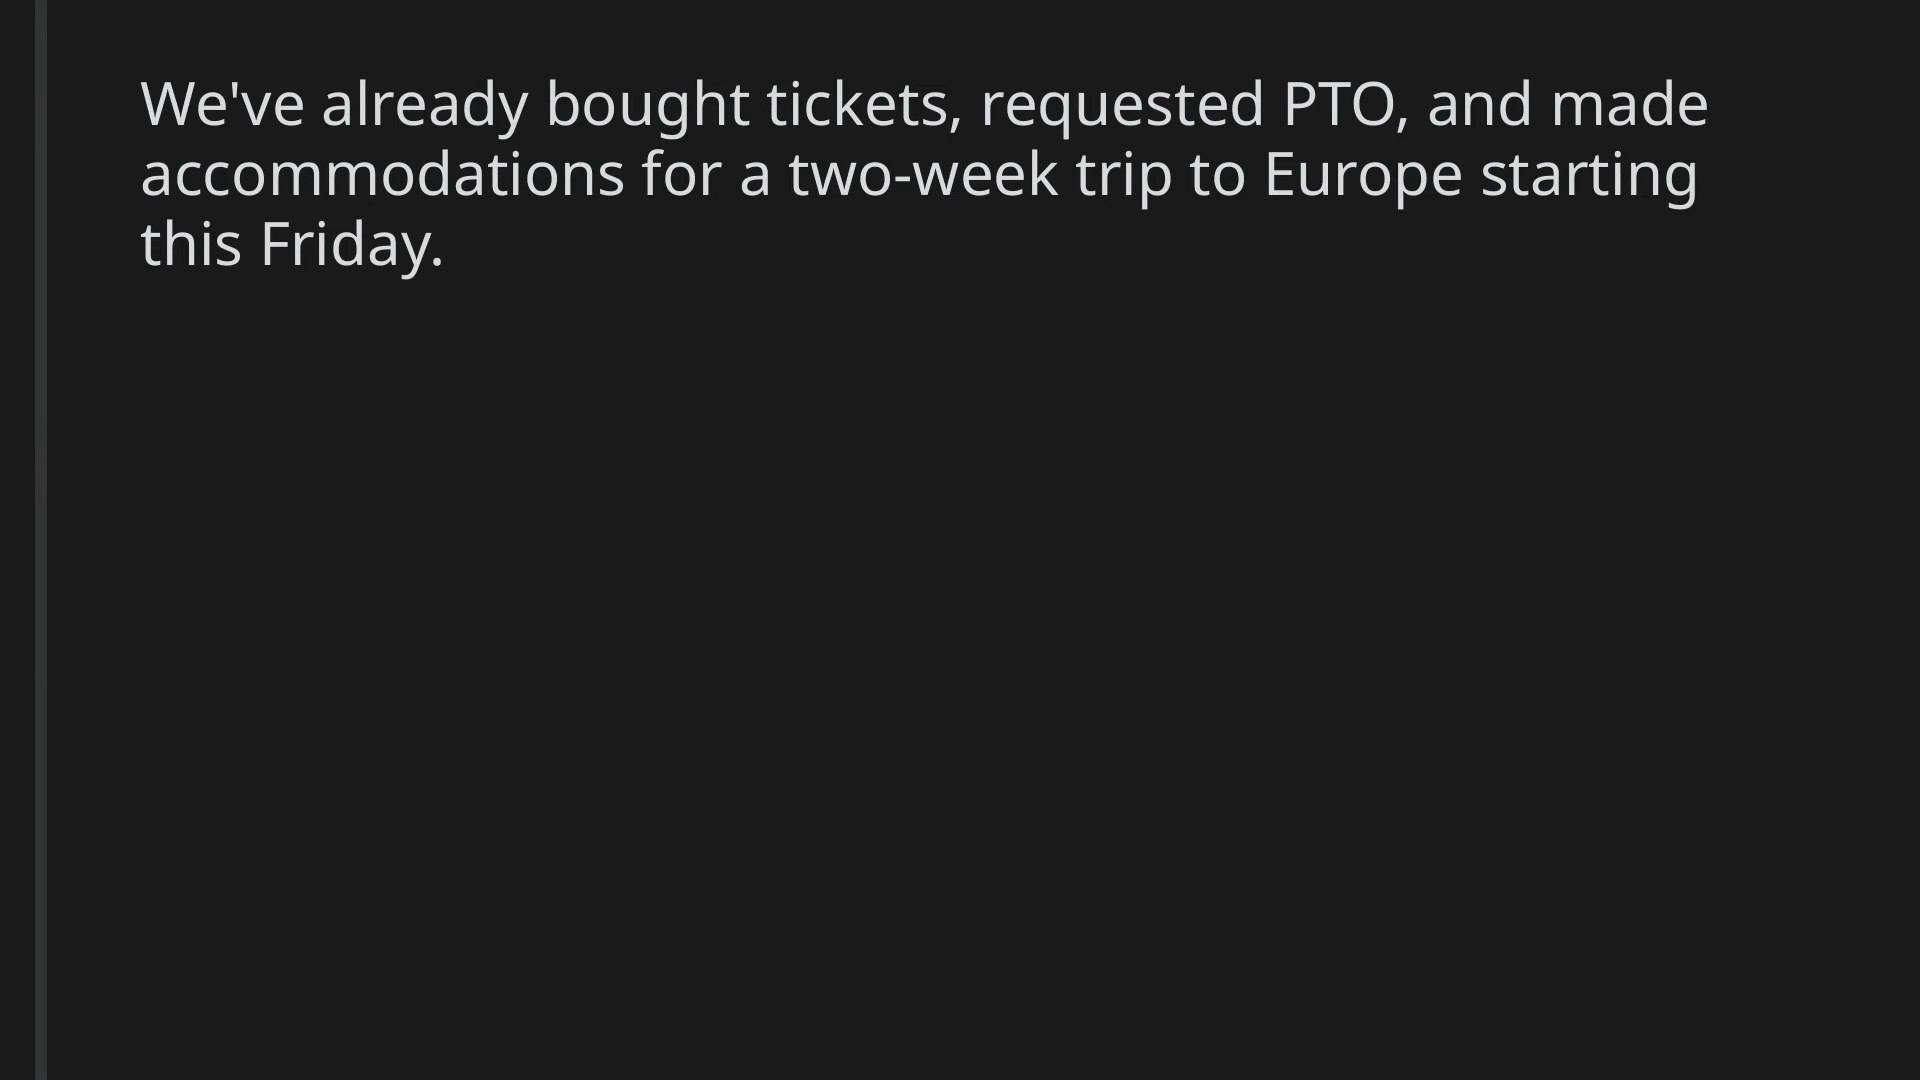 We've already bought tickets, requested PTO, and made
accommodations for a two-week trip to Europe starting
this Friday.